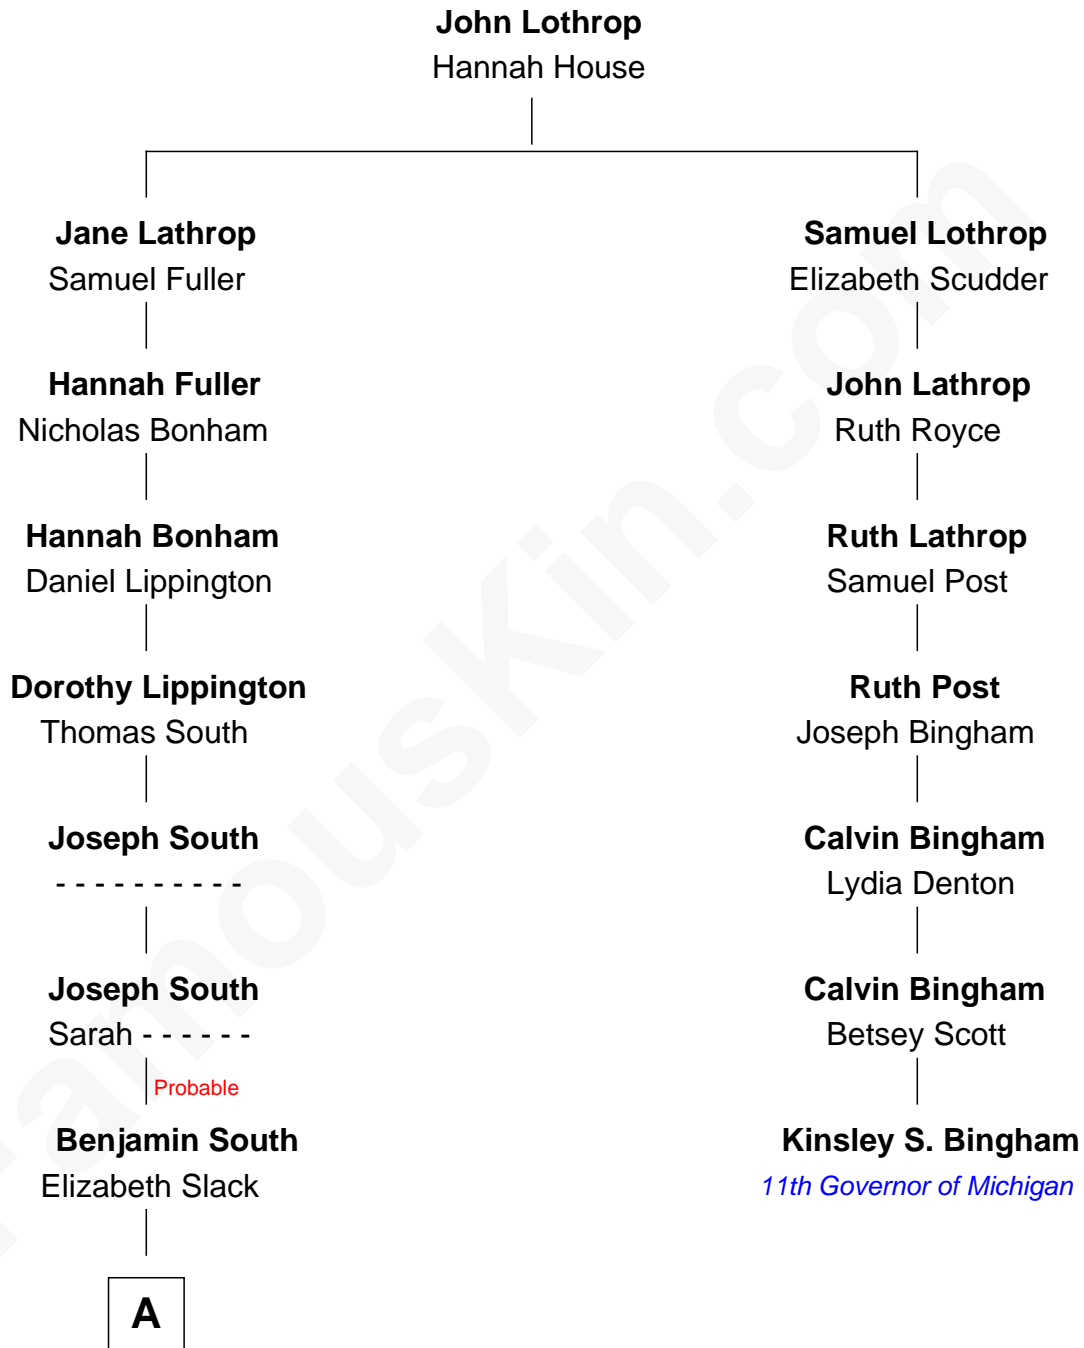 John Lothrop
Hannah House
Jane Lathrop
Samuel Fuller
Samuel Lothrop
Elizabeth Scudder
Hannah Fuller
Nicholas Bonham
John Lathrop
Ruth Royce
Hannah Bonham
Daniel Lippington
Ruth Lathrop
Samuel Post
Dorothy Lippington
Thomas South
Ruth Post
Joseph Bingham
Joseph South
- - - - - - - - - -
Calvin Bingham
Lydia Denton
Joseph South
Sarah - - - - - -
Calvin Bingham
Betsey Scott
Probable
Benjamin South
Elizabeth Slack
Kinsley S. Bingham
11th Governor of Michigan
A
FamousKin.com